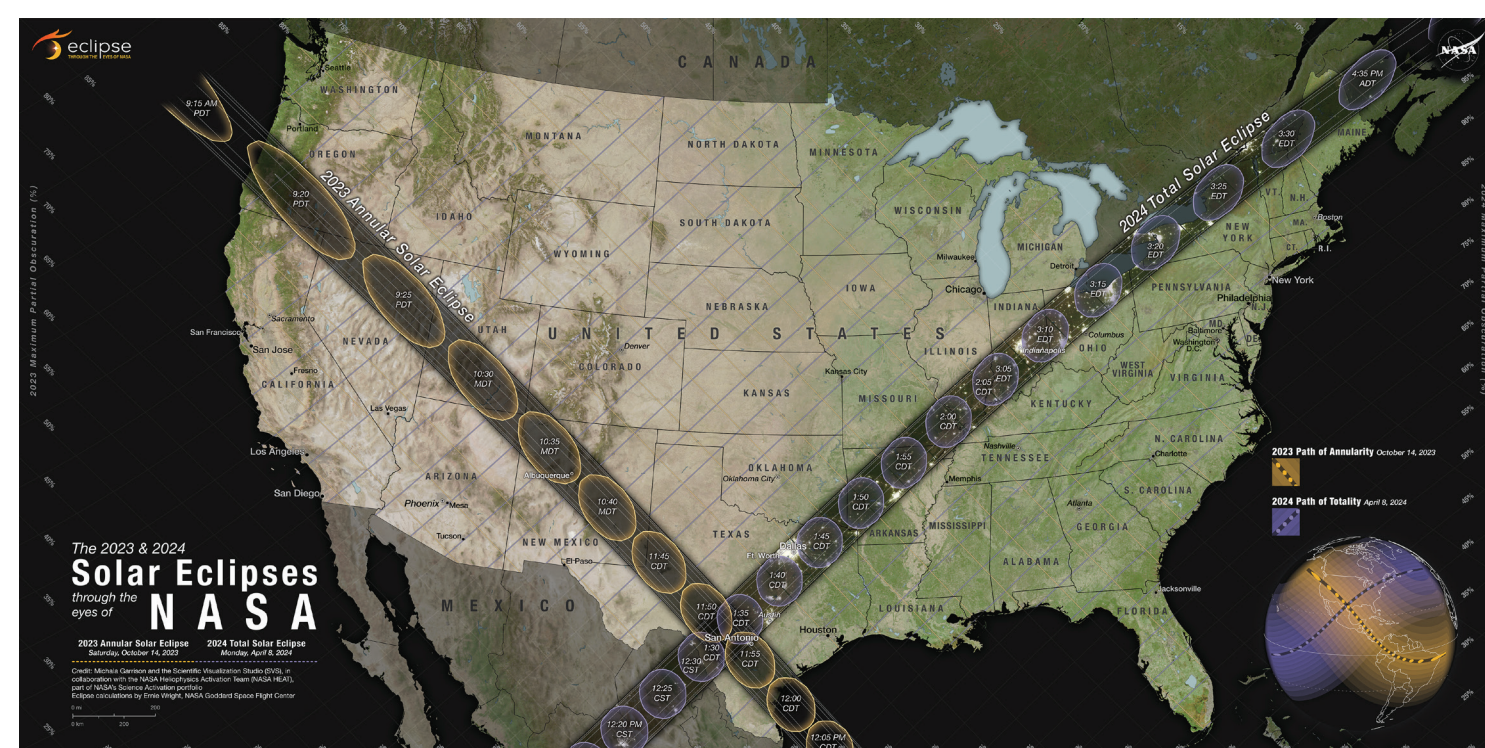 eclipse
THROUGH THE EYES OF NASA
NASA
CANADA
Seattle
WASHINGTON
Portland
OREGON
MONTANA
NORTH DAKOTA
MINNESOTA
IDAHO
SOUTH DAKOTA
WISCONSIN
MICHIGAN
WYOMING
Milwaukee
Detroit
Chicago
IOWA
NEBRASKA
INDIANA
MAINE
VT.
N.H.
MA.
Boston
NEW
YORK
CT.
R.I.
New York
PENNSYLVANIA
Philadelphia
N.J.
MD.
Baltimore
Washington
D.C.
DE.
San Francisco
Sacramento
San Jose
Fresno
NEVADA
UTAH
UNITED STATES
Denver
COLORADO
ILLINOIS
Indianapolis
Columbus
OHIO
WEST
VIRGINIA
VIRGINIA
CALIFORNIA
Las Vegas
KANSAS
Kansas City
MISSOURI
KENTUCKY
Los Angeles
San Diego
ARIZONA
Phoenix
Mesa
Tucson
Albuquerque
NEW MEXICO
El Paso
OKLAHOMA
Oklahoma City
Nashville
TENNESSEE
Memphis
N. CAROLINA
Charlotte
S. CAROLINA
Atlanta
GEORGIA
ARKANSAS
MISSISSIPPI
ALABAMA
TEXAS
Dallas
Ft. Worth
Austin
San Antonio
Houston
LOUISIANA
Jacksonville
FLORIDA
MEXICO
2023 Annular Solar Eclipse
9:15 AM
PDT
9:20
PDT
9:25
PDT
10:30
MDT
10:35
MDT
10:40
MDT
11:45
CDT
11:50
CDT
11:55
CDT
12:00
CDT
12:05 PM
CDT
2024 Total Solar Eclipse
12:20 PM
CST
12:25
CST
12:30
CST
1:30
CDT
1:35
CDT
1:40
CDT
1:45
CDT
1:50
CDT
1:55
CDT
2:00
CDT
2:05
CDT
3:05
EDT
3:10
EDT
3:15
EDT
3:20
EDT
3:25
EDT
3:30
EDT
4:35 PM
ADT
2023 Maximum Partial Obscuration (%)
2023 Path of Annularity October 14, 2023
2024 Path of Totality April 8, 2024
The 2023 & 2024
Solar Eclipses
through the
eyes of
NASA
2023 Annular Solar Eclipse
Saturday, October 14, 2023
2024 Total Solar Eclipse
Monday, April 8, 2024
Credit: Michala Garrison and the Scientific Visualization Studio (SVS), in
collaboration with the NASA Heliophysics Activation Team (NASA HEAT),
part of NASA's Science Activation portfolio
Eclipse calculations by Ernie Wright, NASA Goddard Space Flight Center
0 mi 200
0 km 200